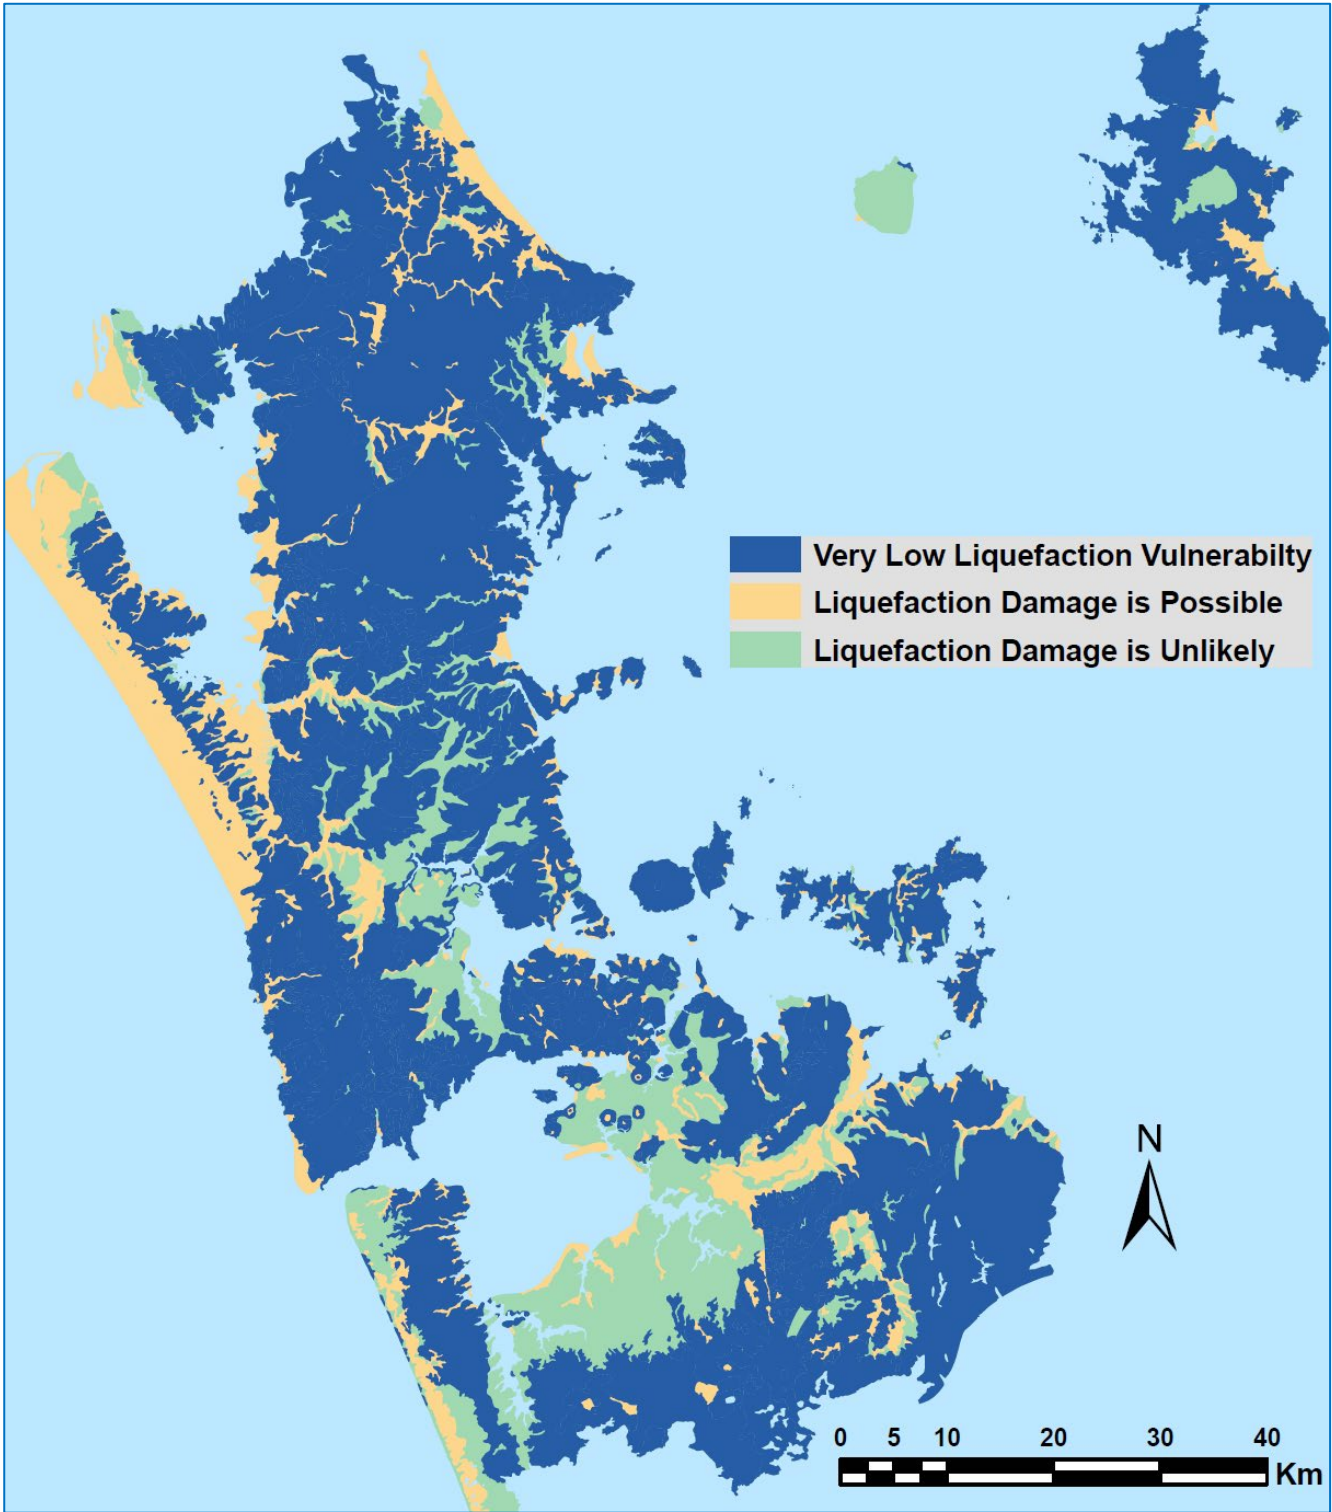 Very Low Liquefaction Vulnerabilty
Liquefaction Damage is Possible
Liquefaction Damage is Unlikely
N
0 5 10 20 30 40
Km